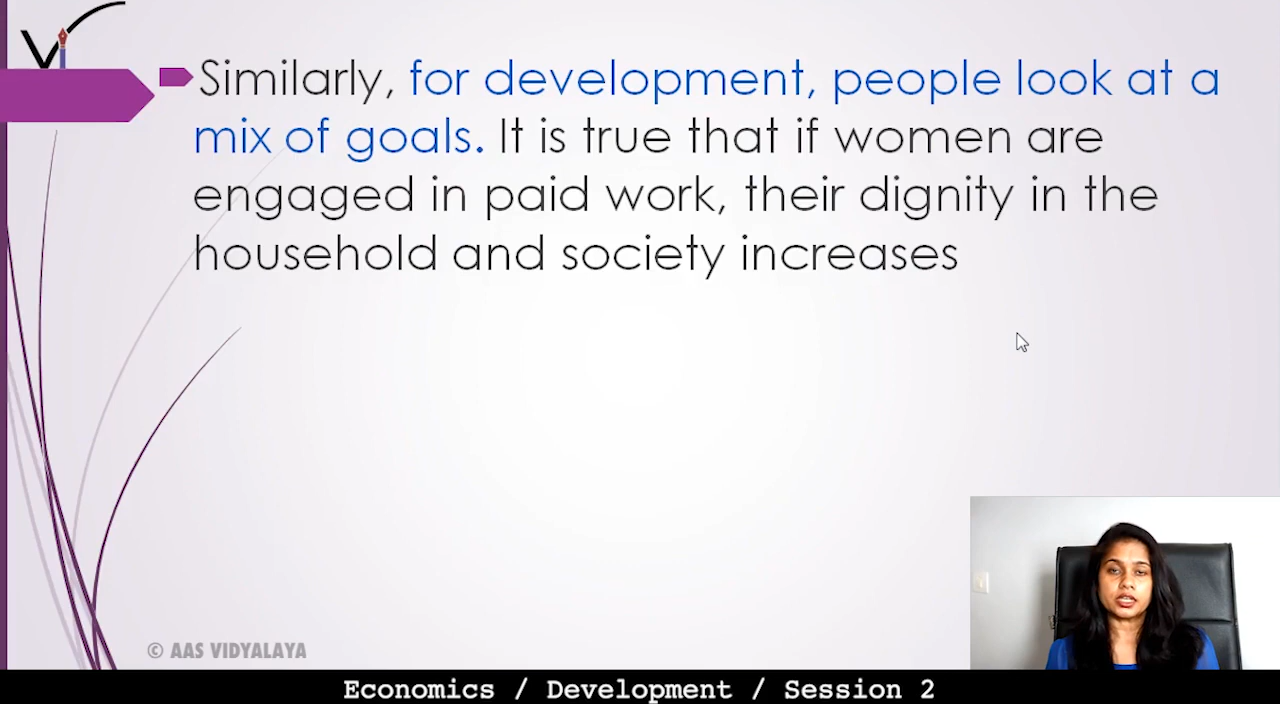 Similarly, for development, people look at a
mix of goals. It is true that if women are
engaged in paid work, their dignity in the
household and society increases
© AAS VIDYALAYA
Economics / Development / Session 2